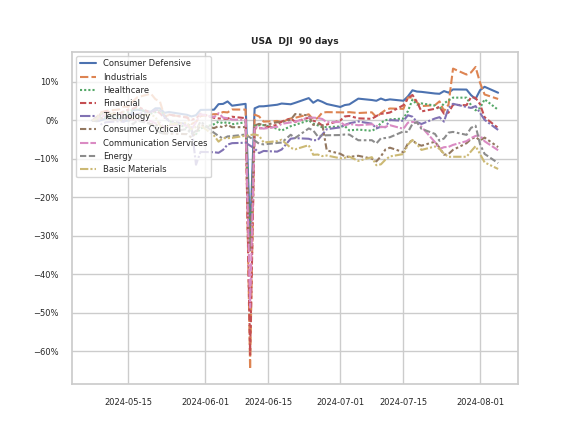 USA DJI 90 days
Consumer Defensive
Industrials
Healthcare
Financial
Technology
Consumer Cyclical
Communication Services
Energy
Basic Materials
10%
0%
−10%
−20%
−30%
−40%
−50%
−60%
2024-05-15 2024-06-01 2024-06-15 2024-07-01 2024-07-15 2024-08-01